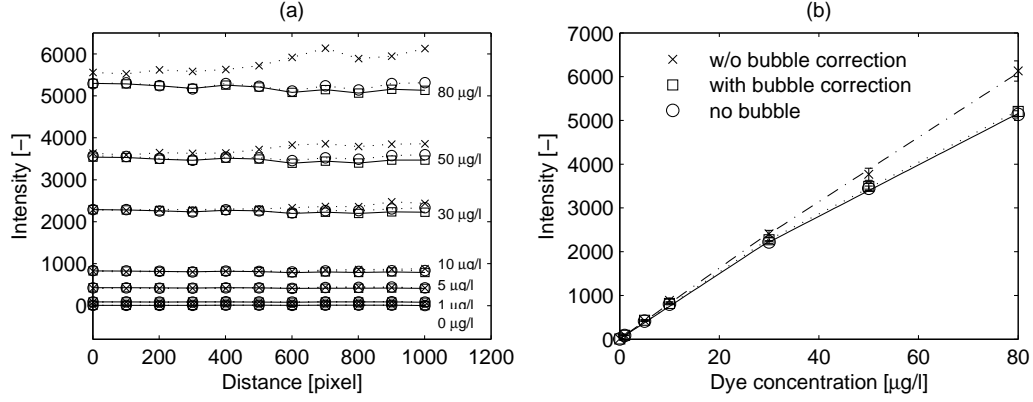 (a)
6000
5000
4000
3000
2000
1000
0
Intensity [−]
80 µg/l
50 µg/l
30 µg/l
10 µg/l
5 µg/l
1 µg/l
0 µg/l
0 200 400 600 800 1000 1200
Distance [pixel]
(b)
7000
6000
5000
4000
3000
2000
1000
0
Intensity [−]
w/o bubble correction
with bubble correction
no bubble
0 20 40 60 80
Dye concentration [µg/l]